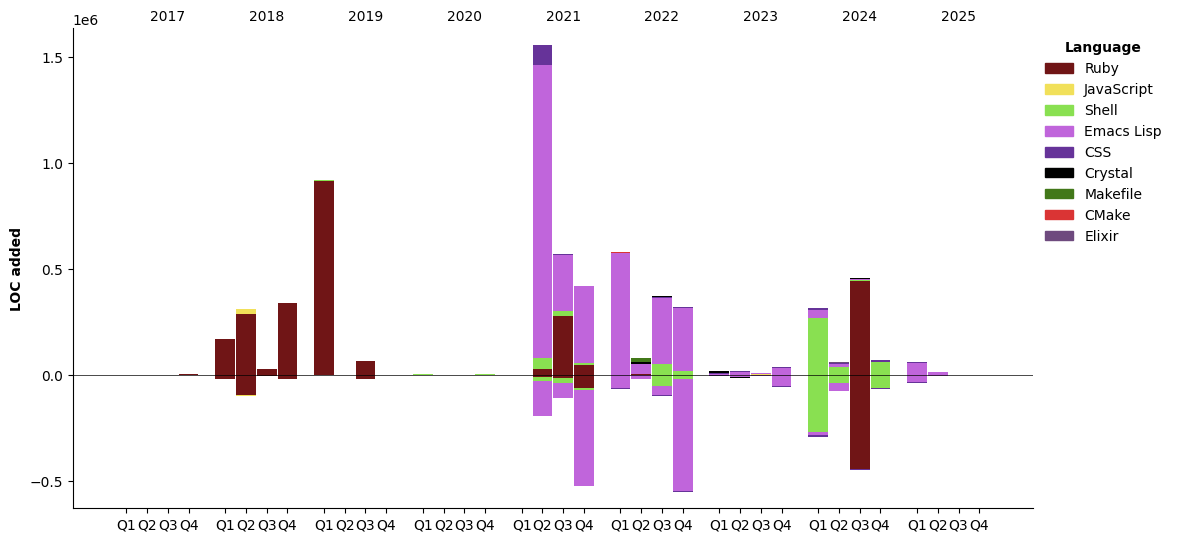 2017 2018 2019 2020 2021 2022 2023 2024 2025
1e6
1.5
1.0
0.5
0.0
−0.5
LOC added
Q1 Q2 Q3 Q4 Q1 Q2 Q3 Q4 Q1 Q2 Q3 Q4 Q1 Q2 Q3 Q4 Q1 Q2 Q3 Q4 Q1 Q2 Q3 Q4 Q1 Q2 Q3 Q4 Q1 Q2 Q3 Q4 Q1 Q2 Q3 Q4
Language
Ruby
JavaScript
Shell
Emacs Lisp
CSS
Crystal
Makefile
CMake
Elixir